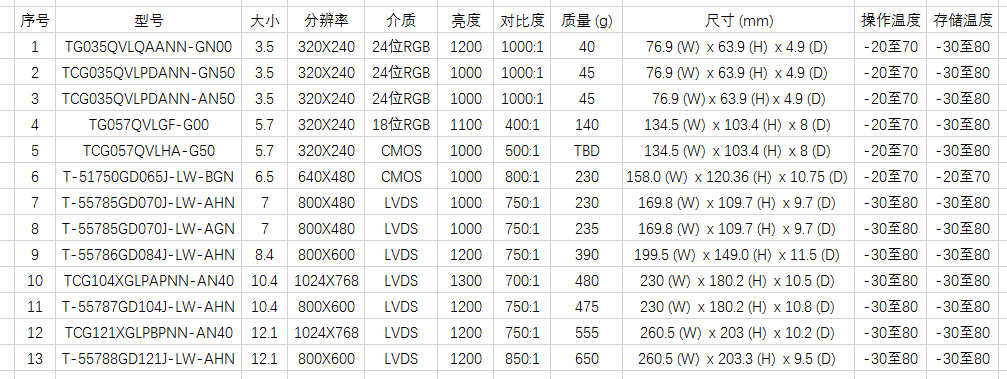 序号 型号 大小 分辨率 介质 亮度 对比度 质量 (g) 尺寸 (mm) 操作温度 存储温度
1 TG035QVLQAANN-GN00 3.5 320X240 24位RGB 1200 1000:1 40 76.9 (W) x 63.9 (H) x 4.9 (D) -20至70 -30至80
2 TCG035QVLPDANN-GN50 3.5 320X240 24位RGB 1000 1000:1 45 76.9 (W) x 63.9 (H) x 4.9 (D) -20至70 -30至80
3 TCG035QVLPDANN-AN50 3.5 320X240 24位RGB 1000 1000:1 45 76.9 (W) x 63.9 (H) x 4.9 (D) -20至70 -30至80
4 TG057QVLGF-G00 5.7 320X240 18位RGB 1100 400:1 140 134.5 (W) x 103.4 (H) x 8 (D) -20至70 -30至80
5 TCG057QVLHA-G50 5.7 320X240 CMOS 1000 500:1 TBD 134.5 (W) x 103.4 (H) x 8 (D) -20至70 -30至80
6 T-51750GD065J-LW-BGN 6.5 640X480 CMOS 1000 800:1 230 158.0 (W) x 120.36 (H) x 10.75 (D) -20至70 -20至70
7 T-55785GD070J-LW-AHN 7 800X480 LVDS 1000 750:1 230 169.8 (W) x 109.7 (H) x 9.7 (D) -30至80 -30至80
8 T-55785GD070J-LW-AGN 7 800X480 LVDS 1000 750:1 235 169.8 (W) x 109.7 (H) x 9.7 (D) -30至80 -30至80
9 T-55786GD084J-LW-AHN 8.4 800X600 LVDS 1200 750:1 390 199.5 (W) x 149.0 (H) x 11.5 (D) -30至80 -30至80
10 TCG104XGLPAPNN-AN40 10.4 1024X768 LVDS 1300 700:1 480 230 (W) x 180.2 (H) x 10.5 (D) -30至80 -30至80
11 T-55787GD104J-LW-AHN 10.4 800X600 LVDS 1200 750:1 475 230 (W) x 180.2 (H) x 10.8 (D) -30至80 -30至80
12 TCG121XGLPBPNN-AN40 12.1 1024X768 LVDS 1200 750:1 555 260.5 (W) x 203 (H) x 10.2 (D) -30至80 -30至80
13 T-55788GD121J-LW-AHN 12.1 800X600 LVDS 1200 850:1 650 260.5 (W) x 203.3 (H) x 9.5 (D) -30至80 -30至80